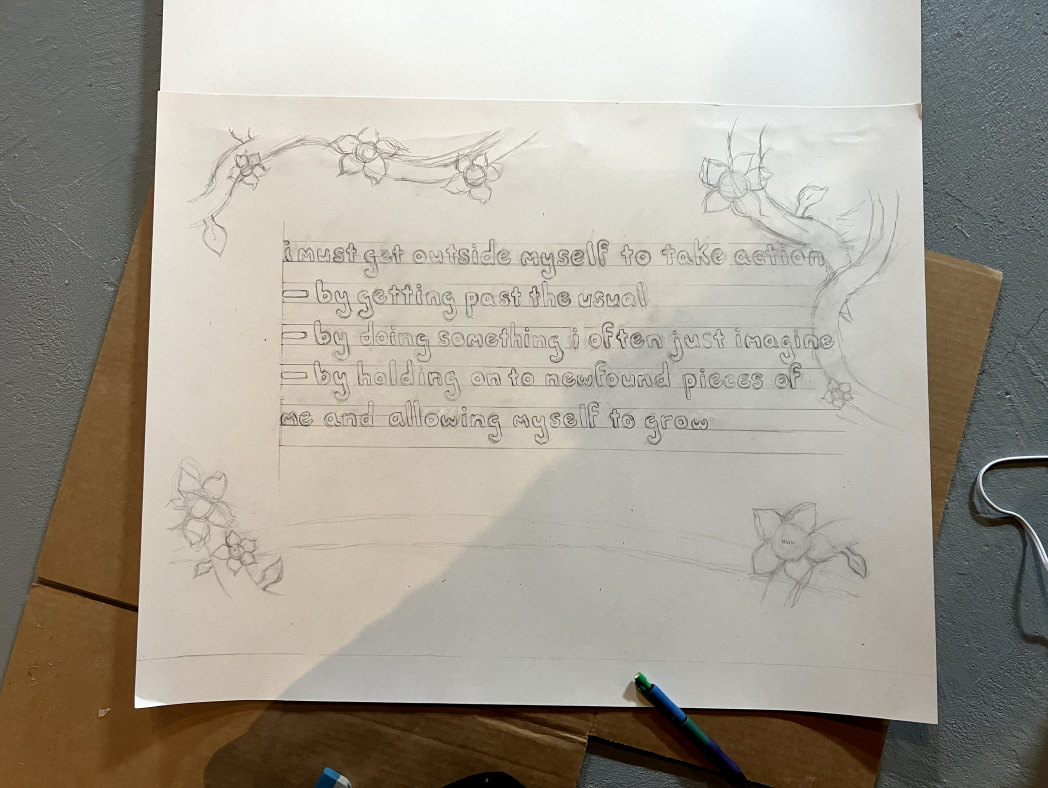 i must get outside myself to take action
- by getting past the usual
- by doing something i often just imagine
- by holding on to newfound pieces of
me and allowing myself to grow